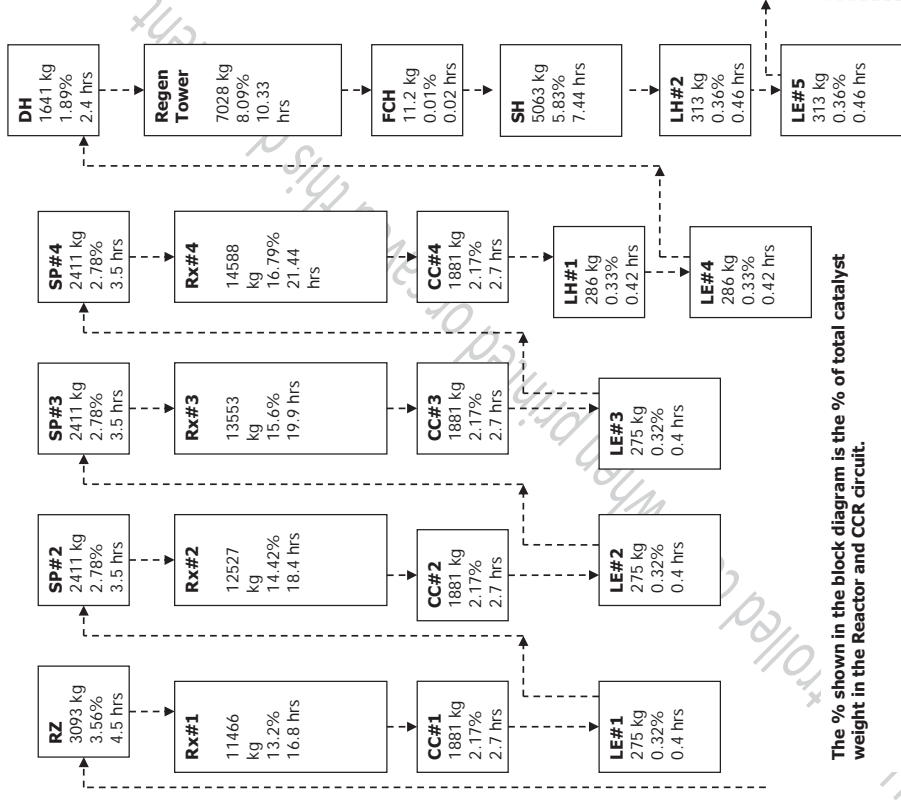 RZ
3093 kg
3.56%
4.5 hrs
Rx#1
11466
kg
13.2%
16.8 hrs
CC#1
1881 kg
2.17%
2.7 hrs
LE#1
275 kg
0.32%
0.4 hrs
SP#2
2411 kg
2.78%
3.5 hrs
Rx#2
12527
kg
14.42%
18.4 hrs
CC#2
1881 kg
2.17%
2.7 hrs
LE#2
275 kg
0.32%
0.4 hrs
SP#3
2411 kg
2.78%
3.5 hrs
Rx#3
13553
kg
15.6%
19.9 hrs
CC#3
1881 kg
2.17%
2.7 hrs
LE#3
275 kg
0.32%
0.4 hrs
SP#4
2411 kg
2.78%
3.5 hrs
Rx#4
14588
kg
16.79%
21.44
hrs
CC#4
1881 kg
2.17%
2.7 hrs
LH#1
286 kg
0.33%
0.42 hrs
LE#4
286 kg
0.33%
0.42 hrs
DH
1641 kg
1.89%
2.4 hrs
Regen
Tower
7028 kg
8.09%
10.33
hrs
FCH
11.2 kg
0.01%
0.02 hrs
SH
5063 kg
5.83%
7.44 hrs
LH#2
313 kg
0.36%
0.46 hrs
LE#5
313 kg
0.36%
0.46 hrs
The % shown in the block diagram is the % of total catalyst
weight in the Reactor and CCR circuit.
when printed or
this